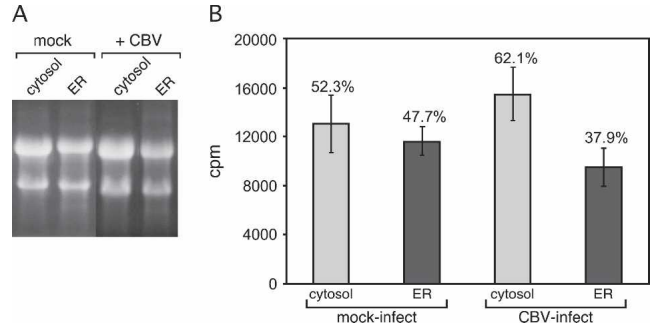 A
mock
+ CBV
cytosol
ER
cytosol
ER
B
20000
16000
12000
8000
4000
0
cpm
52.3%
47.7%
62.1%
37.9%
cytosol
ER
cytosol
ER
mock-infect
CBV-infect